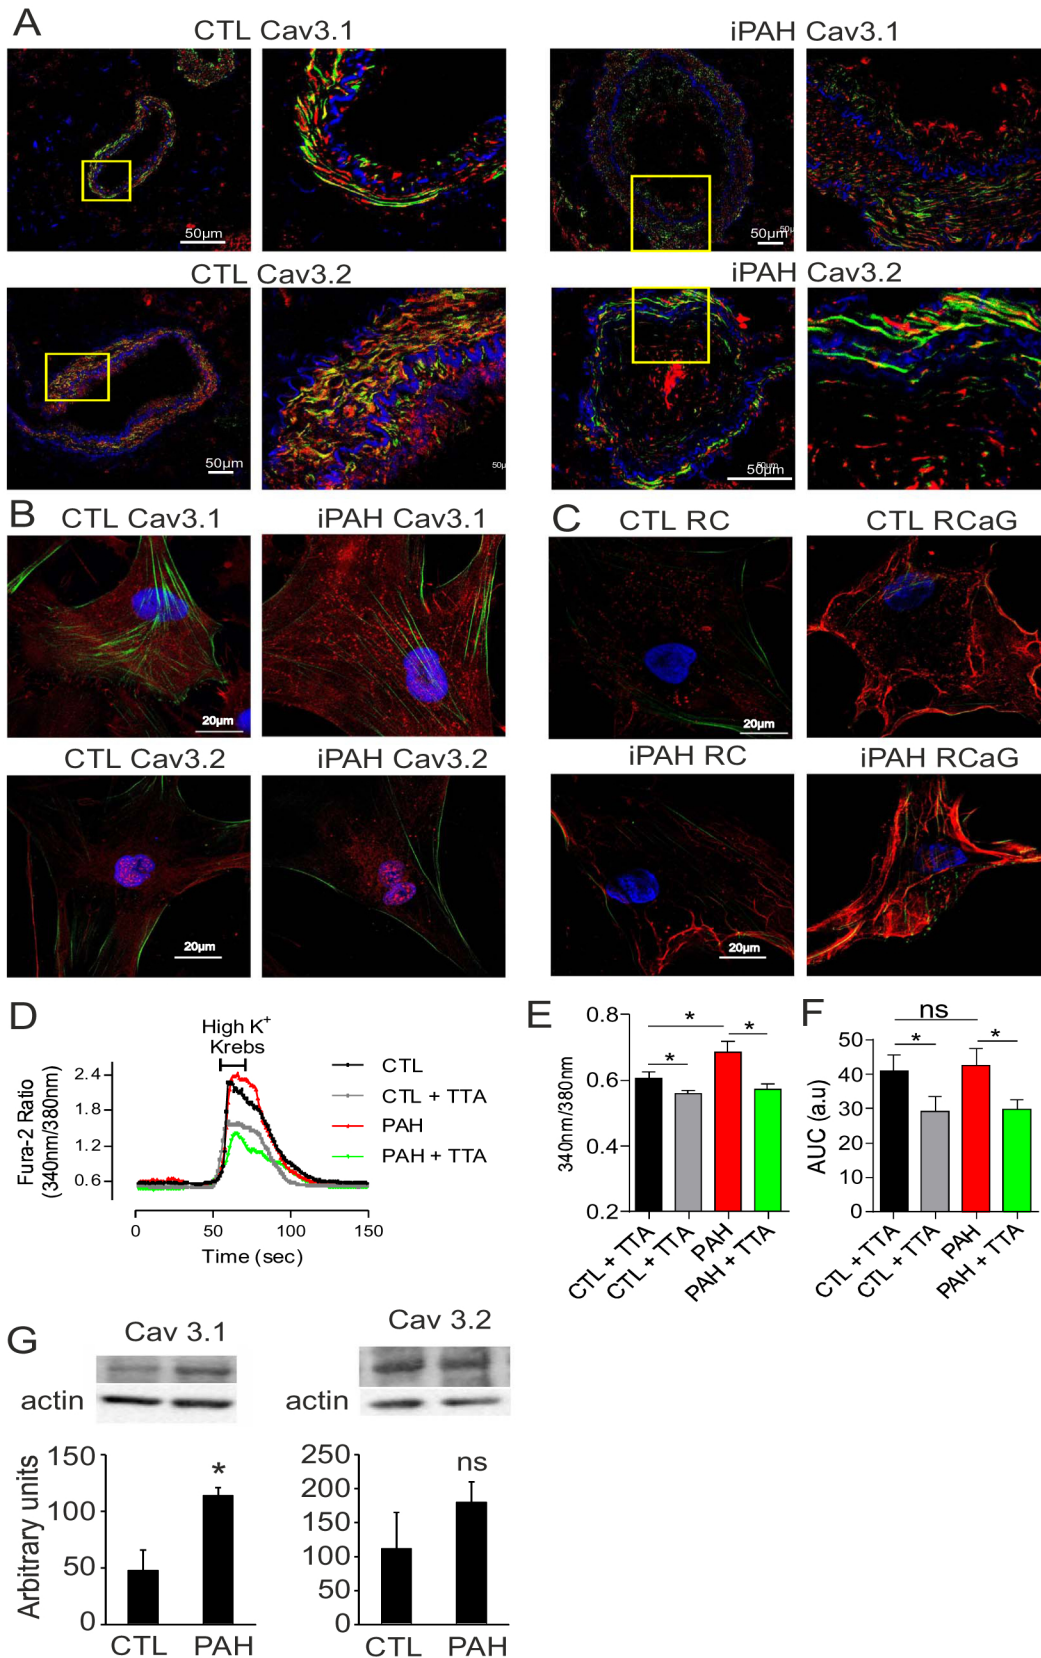 A
CTL Cav3.1
iPAH Cav3.1
50µm
50µm
50µ
CTL Cav3.2
iPAH Cav3.2
50µm
50µ
50µm
50µm
B
CTL Cav3.1
iPAH Cav3.1
C
CTL RC
CTL RCaG
20µm
20µm
CTL Cav3.2
iPAH Cav3.2
iPAH RC
iPAH RCaG
20µm
20µm
D
High K+
Krebs
Fura-2 Ratio
(340nm/380nm)
2.4
1.8
1.2
0.6
0
50
100
150
Time (sec)
CTL
CTL + TTA
PAH
PAH + TTA
E
340nm/380nm
0.8
0.6
0.4
0.2
*
*
*
CTL + TTA
CTL + TTA
PAH
PAH + TTA
F
AUC (a.u)
50
40
30
20
10
0
ns
*
*
CTL + TTA
CTL + TTA
PAH
PAH + TTA
G
Cav 3.1
Cav 3.2
actin
actin
Arbitrary units
150
100
50
0
*
CTL
PAH
250
200
150
100
50
0
ns
CTL
PAH